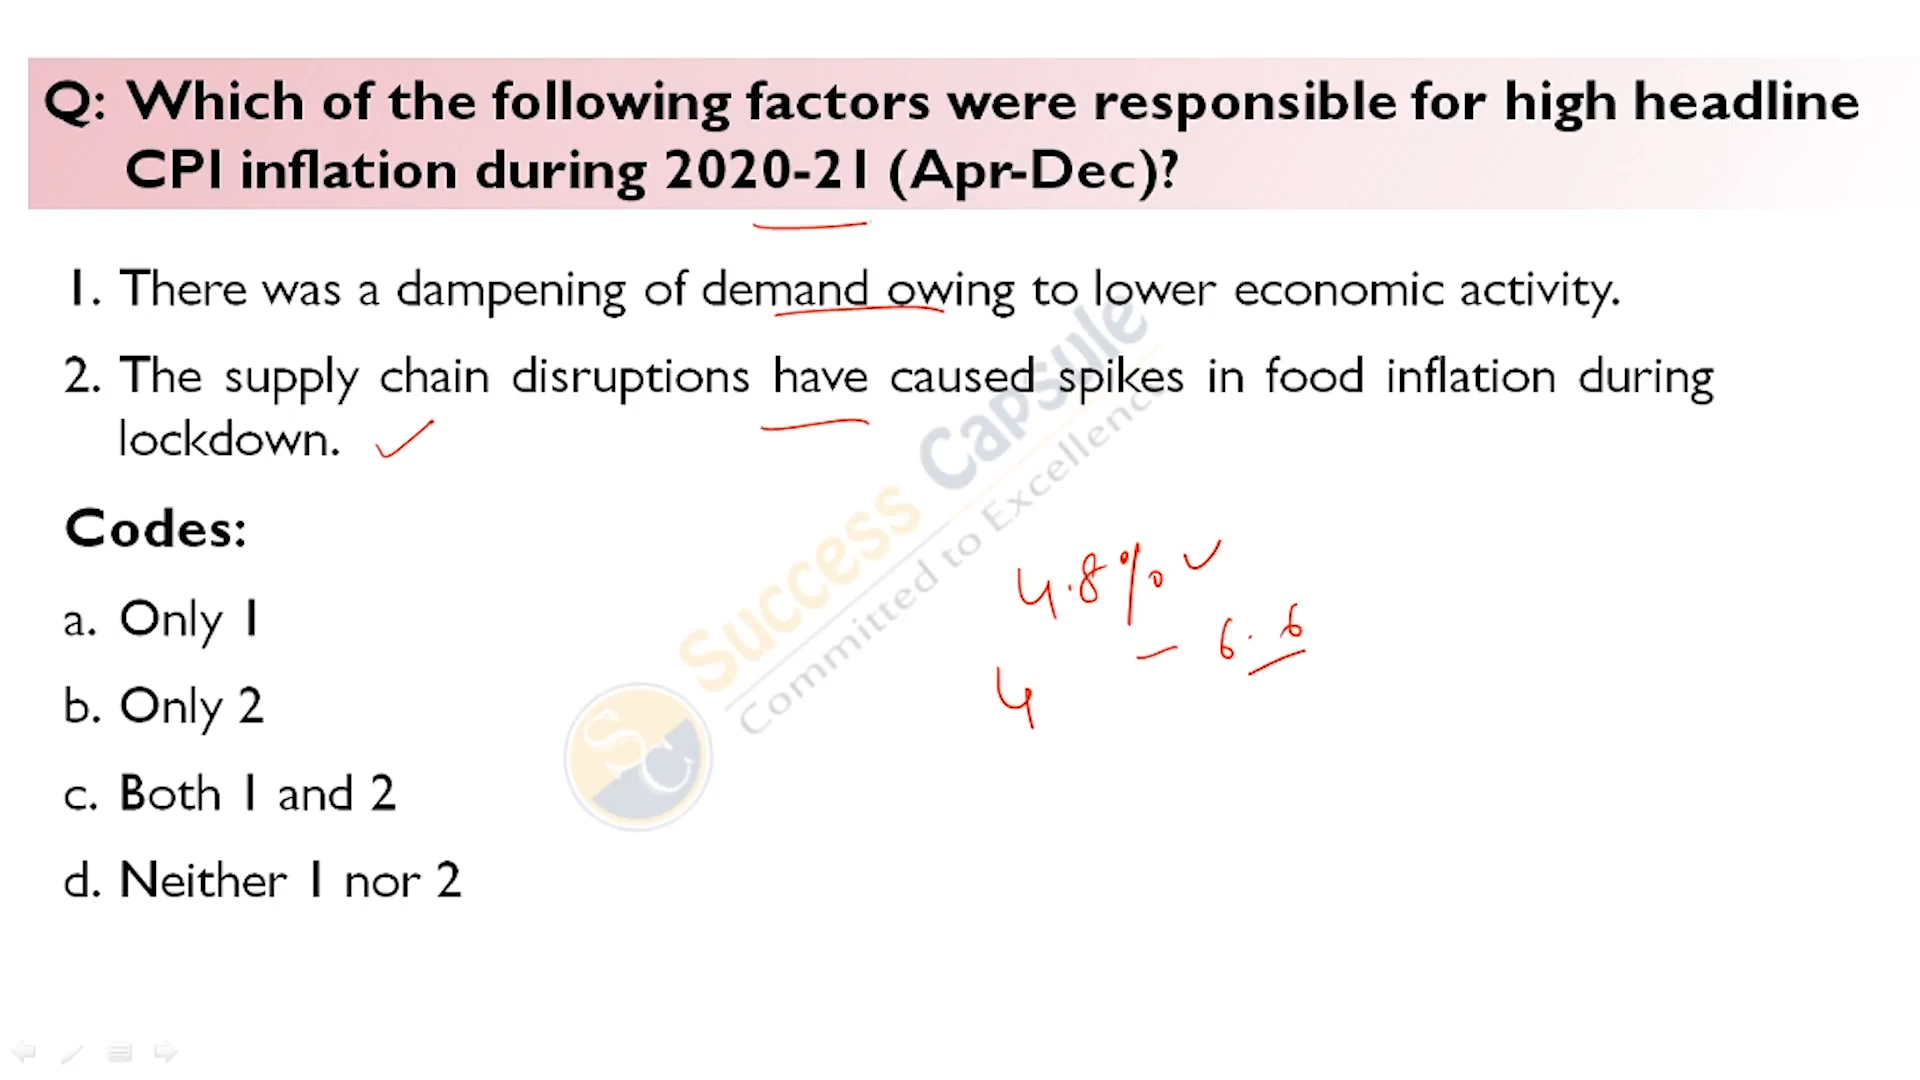 Q: Which of the following factors were responsible for high headline
CPI inflation during 2020-21 (Apr-Dec)?
1. There was a dampening of demand owing to lower economic activity.
2. The supply chain disruptions have caused spikes in food inflation during
lockdown.
Codes:
a. Only 1
b. Only 2
c. Both 1 and 2
d. Neither 1 nor 2
4.8%
- 6.6
4
Success Capsule
Committed to Excellence
SC